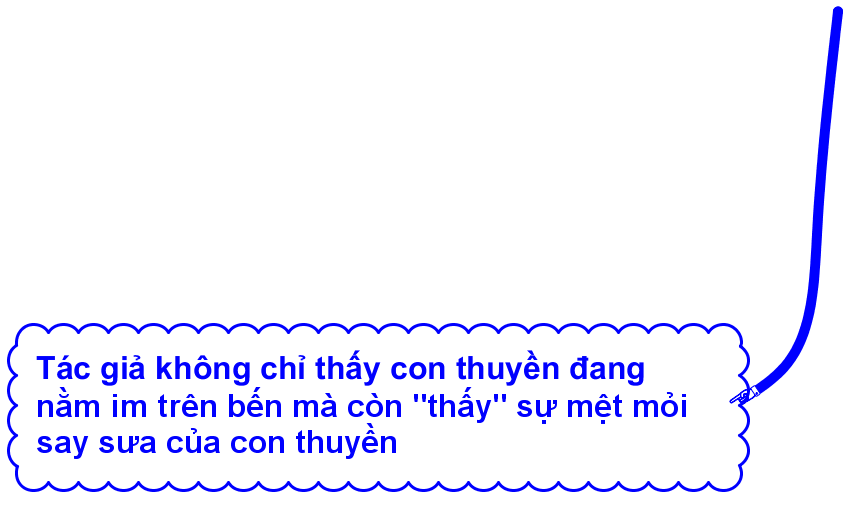 Tác giả không chỉ thấy con thuyền đang
nằm im trên bến mà còn "thấy" sự mệt mỏi
say sưa của con thuyền